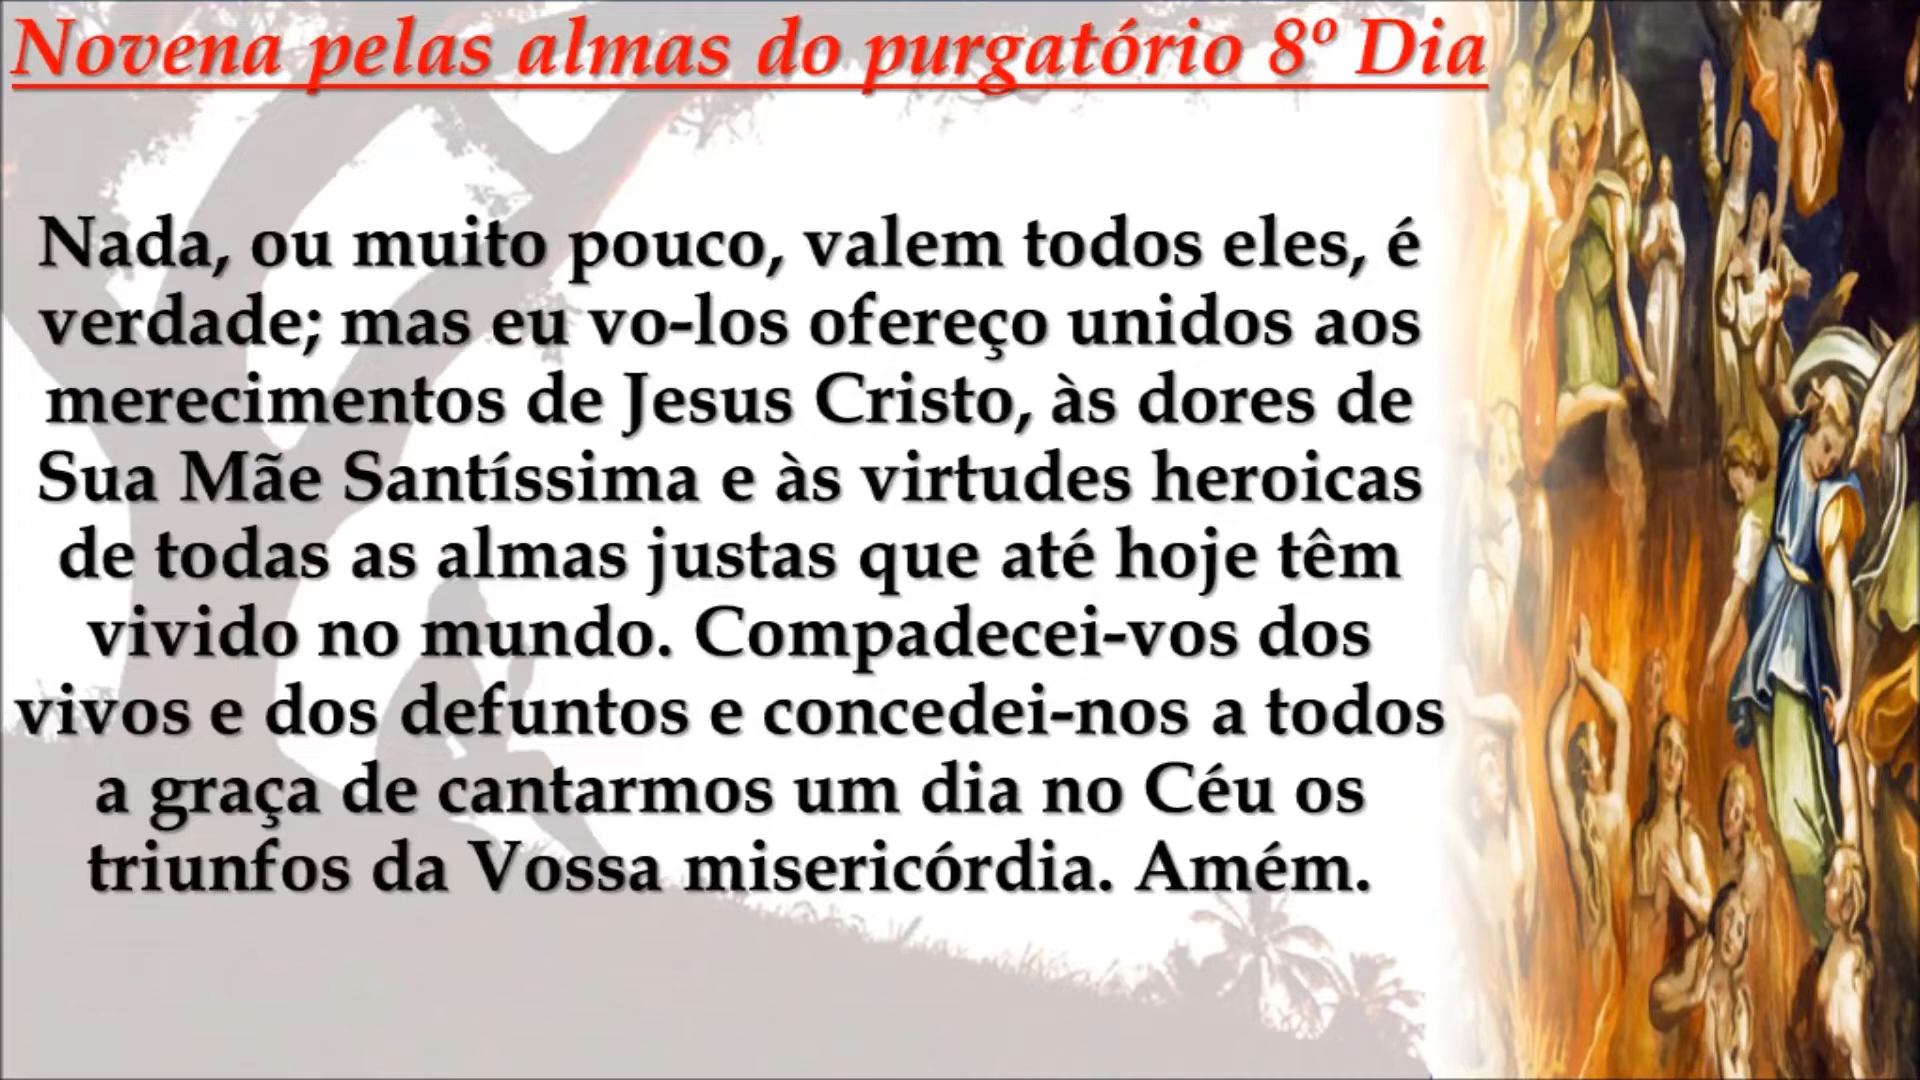 Novena pelas almas do purgatório 8º Dia
Nada, ou muito pouco, valem todos eles, é
verdade; mas eu vo-los ofereço unidos aos
merecimentos de Jesus Cristo, às dores de
Sua Mãe Santíssima e às virtudes heroicas
de todas as almas justas que até hoje têm
vivido no mundo. Compadecei-vos dos
vivos e dos defuntos e concedei-nos a todos
a graça de cantarmos um dia no Céu os
triunfos da Vossa misericórdia. Amém.